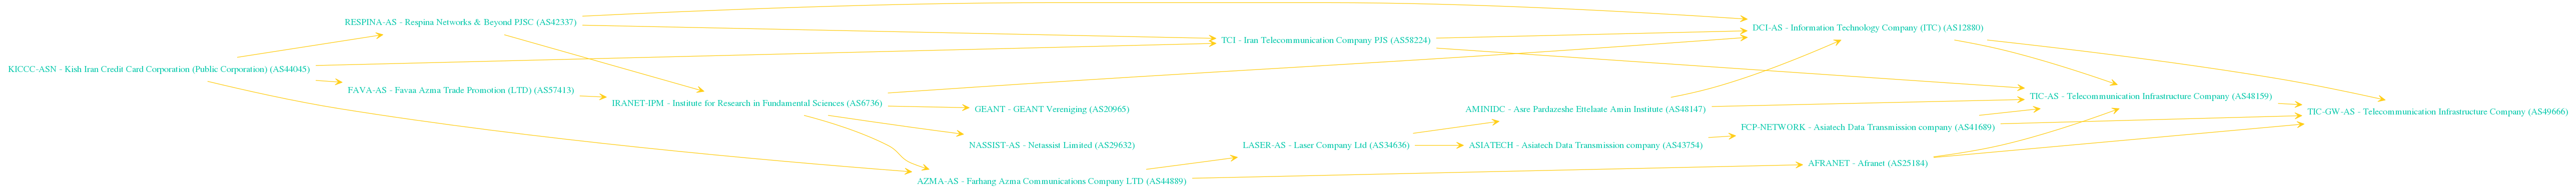 RESPINA-AS - Respina Networks & Beyond PJSC (AS42337)
DCI-AS - Information Technology Company (ITC) (AS12880)
TCI - Iran Telecommunication Company PJS (AS58224)
KICCC-ASN - Kish Iran Credit Card Corporation (Public Corporation) (AS44045)
FAVA-AS - Favaa Azma Trade Promotion (LTD) (AS57413)
TIC-AS - Telecommunication Infrastructure Company (AS48159)
IRANET-IPM - Institute for Research in Fundamental Sciences (AS6736)
GEANT - GEANT Vereniging (AS20965)
AMINIDC - Asre Pardazeshe Ettelaate Amin Institute (AS48147)
TIC-GW-AS - Telecommunication Infrastructure Company (AS49666)
FCP-NETWORK - Asiatech Data Transmission company (AS41689)
NASSIST-AS - Netassist Limited (AS29632)
LASER-AS - Laser Company Ltd (AS34636)
ASIATECH - Asiatech Data Transmission company (AS43754)
AFRANET - Afranet (AS25184)
AZMA-AS - Farhang Azma Communications Company LTD (AS44889)